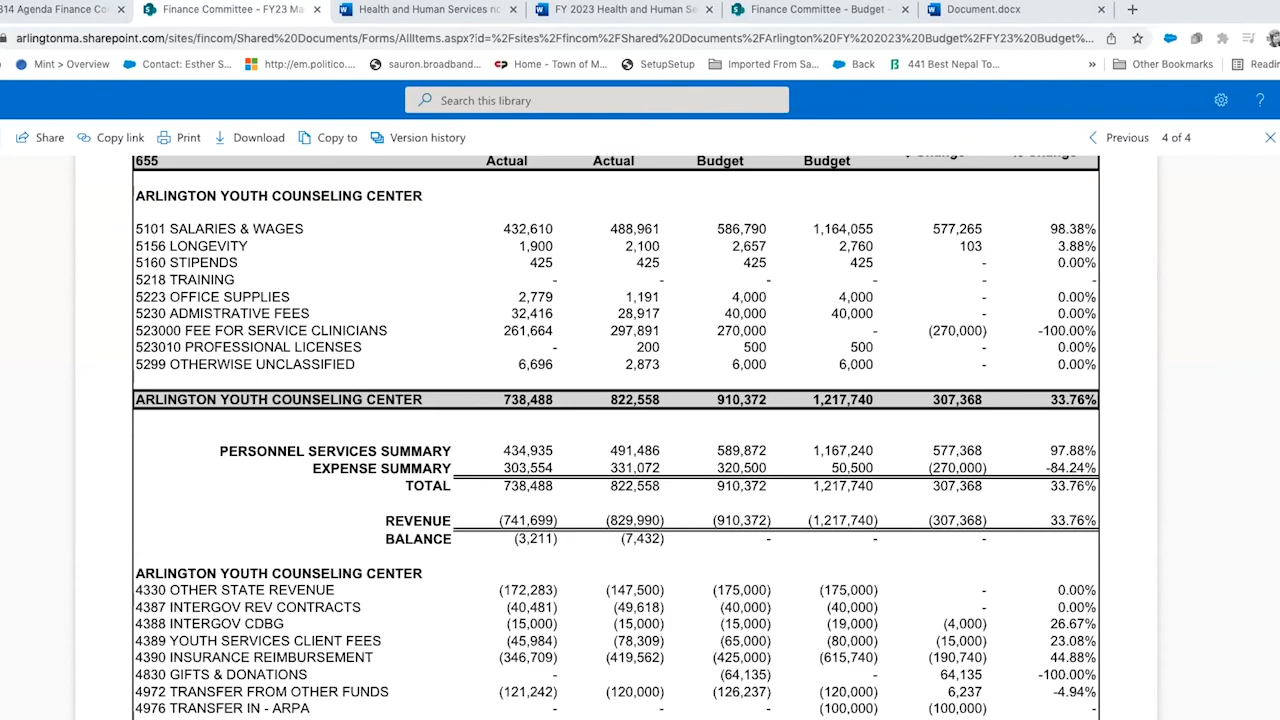 314 Agenda Finance Co
Finance Committee - FY23 Ma
Health and Human Services no
FY 2023 Health and Human Se
Finance Committee - Budget -
Document.docx
arlingtonma.sharepoint.com/sites/fincom/Shared%20Documents/Forms/AllItems.aspx?id=%2Fsites%2Ffincom%2FShared%20Documents%2FArlington%20FY%202023%20Budget%2FFY23%20Budget%...
Mint > Overview
Contact: Esther S...
http://em.politico....
sauron.broadband...
Home - Town of M...
SetupSetup
Imported From Sa...
Back
441 Best Nepal To...
»
Other Bookmarks
Readin
Search this library
Share
Copy link
Print
Download
Copy to
Version history
Previous
4 of 4
655 Actual Actual Budget Budget
ARLINGTON YOUTH COUNSELING CENTER
5101 SALARIES & WAGES 432,610 488,961 586,790 1,164,055 577,265 98.38%
5156 LONGEVITY 1,900 2,100 2,657 2,760 103 3.88%
5160 STIPENDS 425 425 425 425 - 0.00%
5218 TRAINING - - - - - -
5223 OFFICE SUPPLIES 2,779 1,191 4,000 4,000 - 0.00%
5230 ADMISTRATIVE FEES 32,416 28,917 40,000 40,000 - 0.00%
523000 FEE FOR SERVICE CLINICIANS 261,664 297,891 270,000 - (270,000) -100.00%
523010 PROFESSIONAL LICENSES - 200 500 500 - 0.00%
5299 OTHERWISE UNCLASSIFIED 6,696 2,873 6,000 6,000 - 0.00%
ARLINGTON YOUTH COUNSELING CENTER 738,488 822,558 910,372 1,217,740 307,368 33.76%
PERSONNEL SERVICES SUMMARY 434,935 491,486 589,872 1,167,240 577,368 97.88%
EXPENSE SUMMARY 303,554 331,072 320,500 50,500 (270,000) -84.24%
TOTAL 738,488 822,558 910,372 1,217,740 307,368 33.76%
REVENUE (741,699) (829,990) (910,372) (1,217,740) (307,368) 33.76%
BALANCE (3,211) (7,432) - - -
ARLINGTON YOUTH COUNSELING CENTER
4330 OTHER STATE REVENUE (172,283) (147,500) (175,000) (175,000) - 0.00%
4387 INTERGOV REV CONTRACTS (40,481) (49,618) (40,000) (40,000) - 0.00%
4388 INTERGOV CDBG (15,000) (15,000) (15,000) (19,000) (4,000) 26.67%
4389 YOUTH SERVICES CLIENT FEES (45,984) (78,309) (65,000) (80,000) (15,000) 23.08%
4390 INSURANCE REIMBURSEMENT (346,709) (419,562) (425,000) (615,740) (190,740) 44.88%
4830 GIFTS & DONATIONS - - (64,135) - 64,135 -100.00%
4972 TRANSFER FROM OTHER FUNDS (121,242) (120,000) (126,237) (120,000) 6,237 -4.94%
4976 TRANSFER IN - ARPA - - - (100,000) (100,000) -